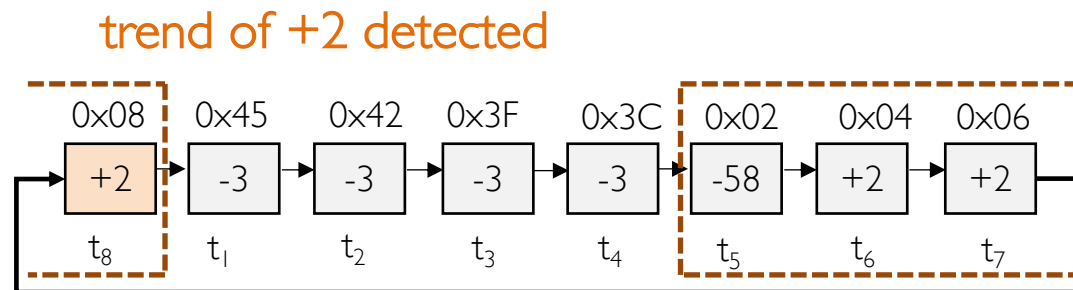 trend of +2 detected
0x08 0x45 0x42 0x3F 0x3C 0x02 0x04 0x06
+2 -3 -3 -3 -3 -58 +2 +2
t8 t1 t2 t3 t4 t5 t6 t7